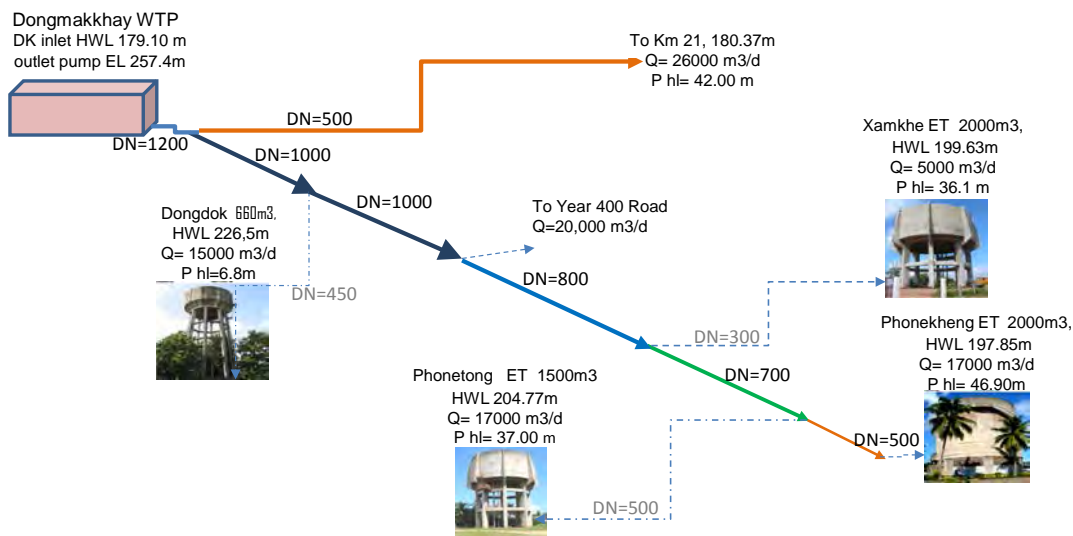 Dongmakkhay WTP
DK inlet HWL 179.10 m
outlet pump EL 257.4m
To Km 21, 180.37m
Q= 26000 m3/d
P hl= 42.00 m
DN=500
DN=1200
DN=1000
DN=1000
Xamkhe ET 2000m3,
HWL 199.63m
Q= 5000 m3/d
P hl= 36.1 m
Dongdok 660m3,
HWL 226,5m
Q= 15000 m3/d
P hl=6.8m
DN=450
To Year 400 Road
Q=20,000 m3/d
DN=800
DN=300
Phonekheng ET 2000m3,
HWL 197.85m
Q= 17000 m3/d
P hl= 46.90m
DN=700
Phonetong ET 1500m3
HWL 204.77m
Q= 17000 m3/d
P hl= 37.00 m
DN=500
DN=500